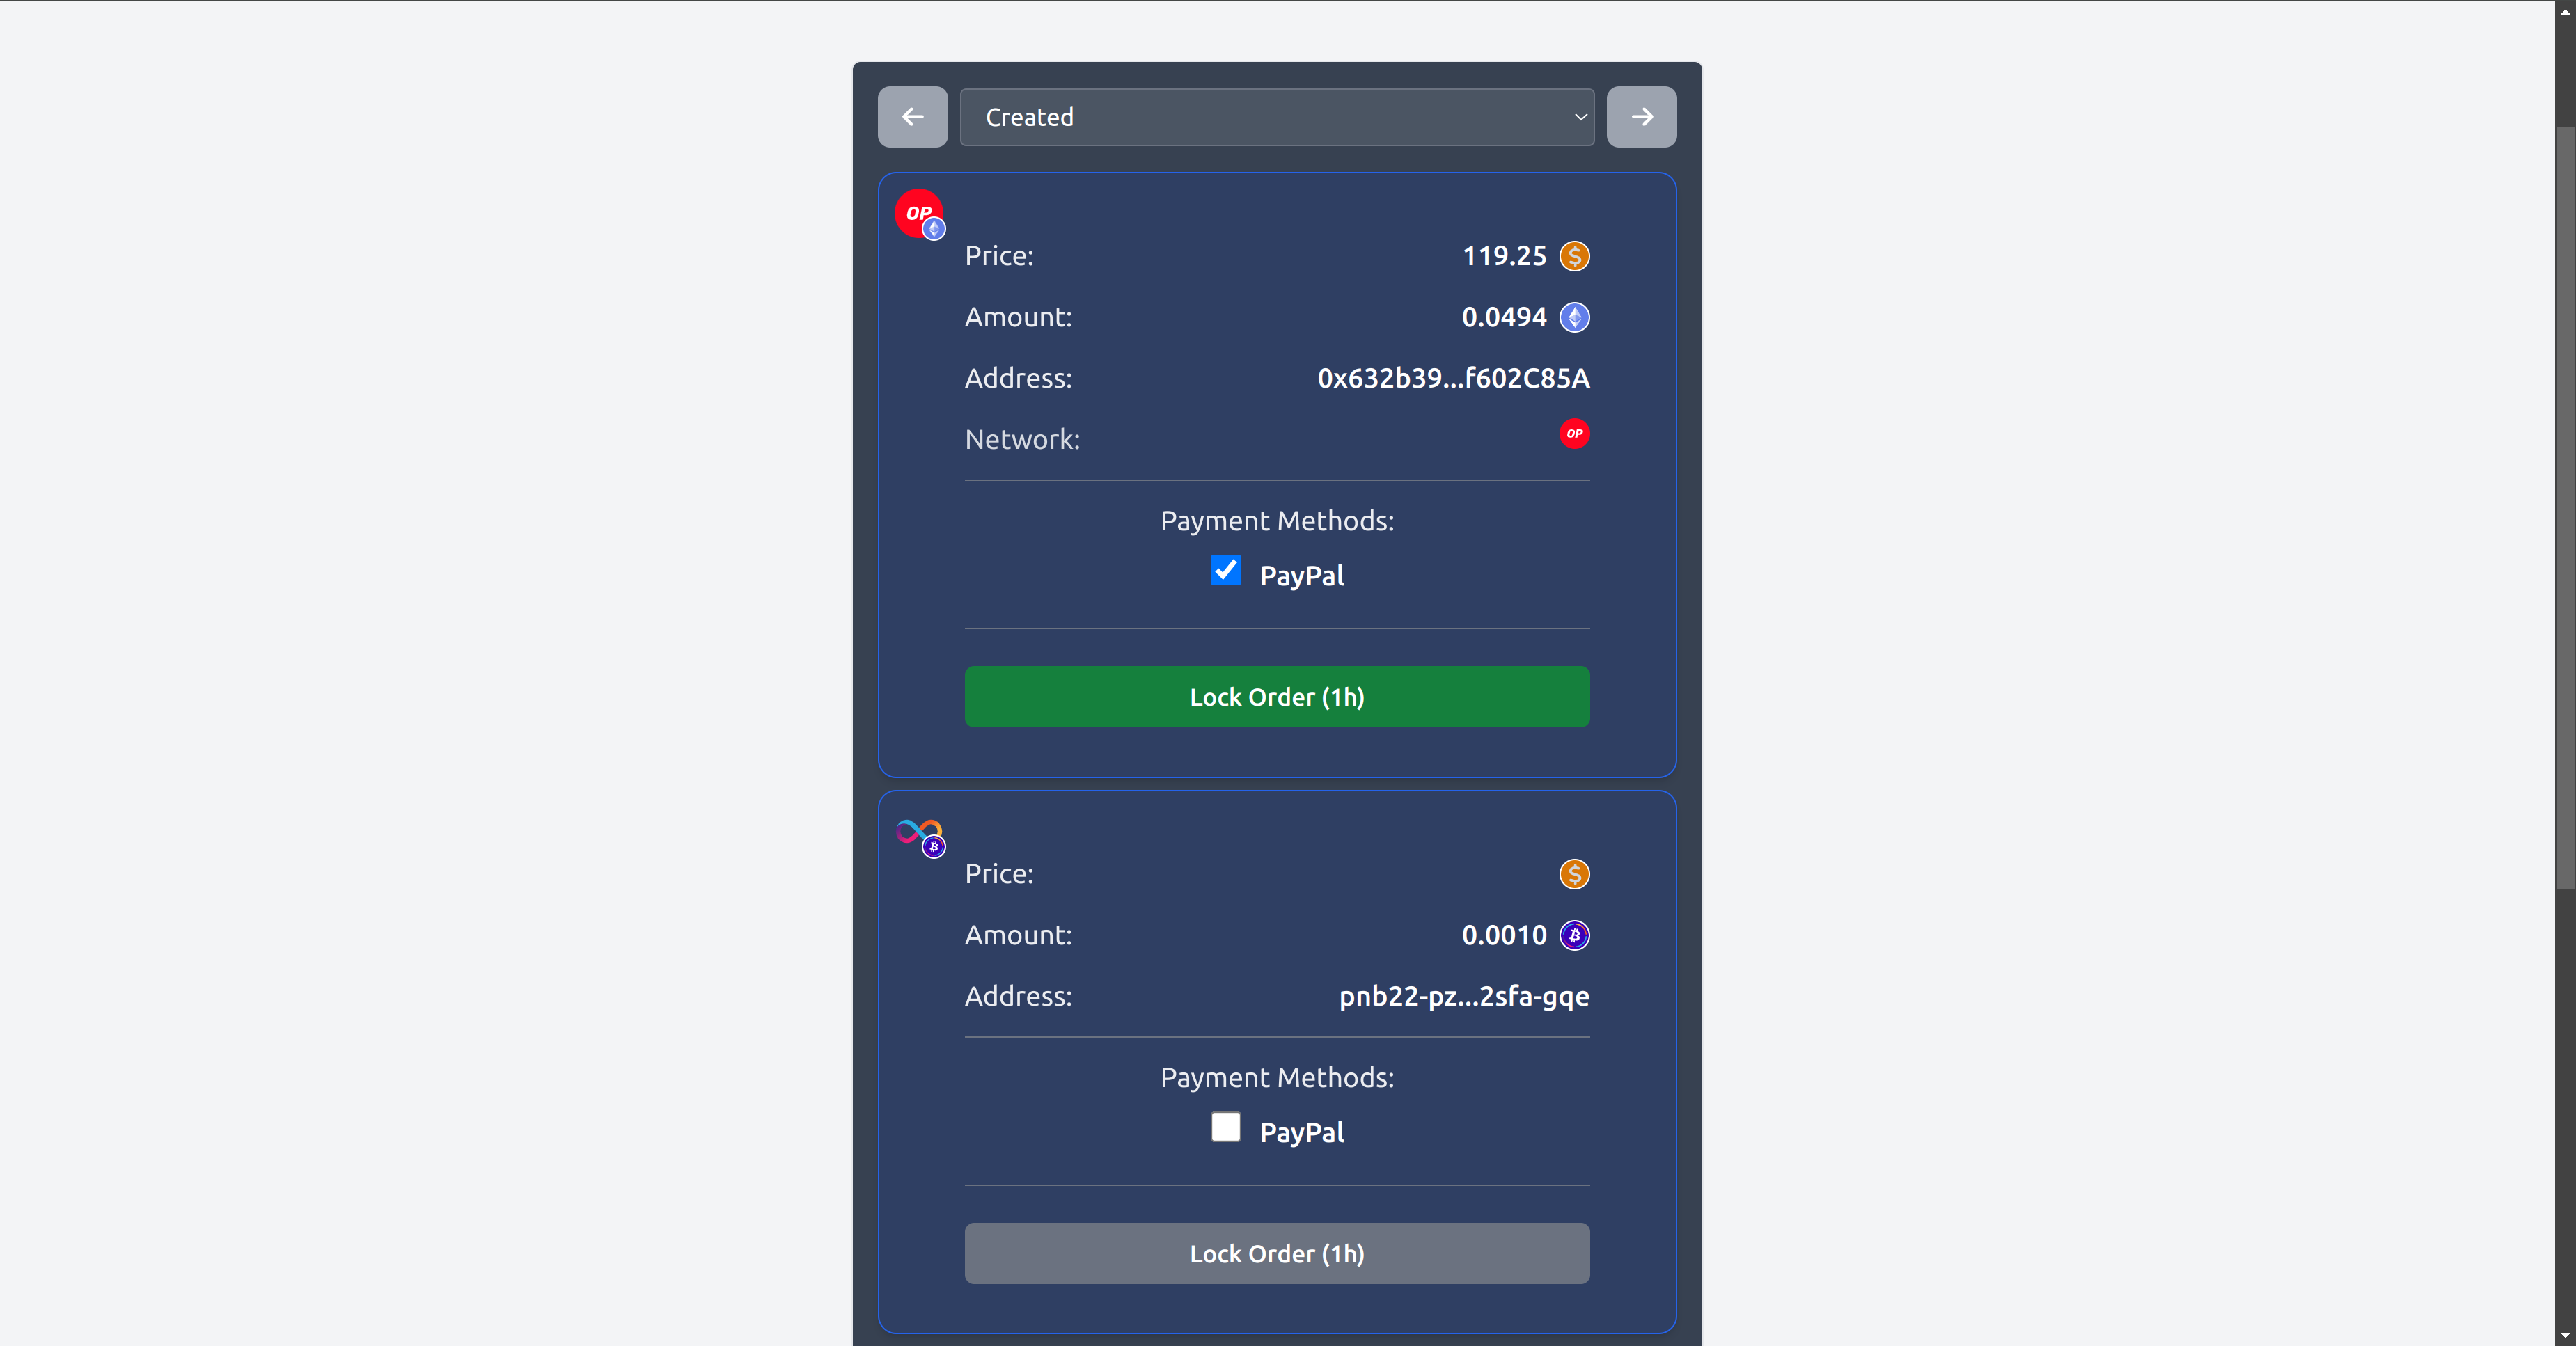 Created
OP
Price: 119.25 $
Amount: 0.0494
Address: 0x632b39...f602C85A
Network: OP
Payment Methods:
PayPal
Lock Order (1h)
Price: $
Amount: 0.0010
Address: pnb22-pz...2sfa-gqe
Payment Methods:
PayPal
Lock Order (1h)